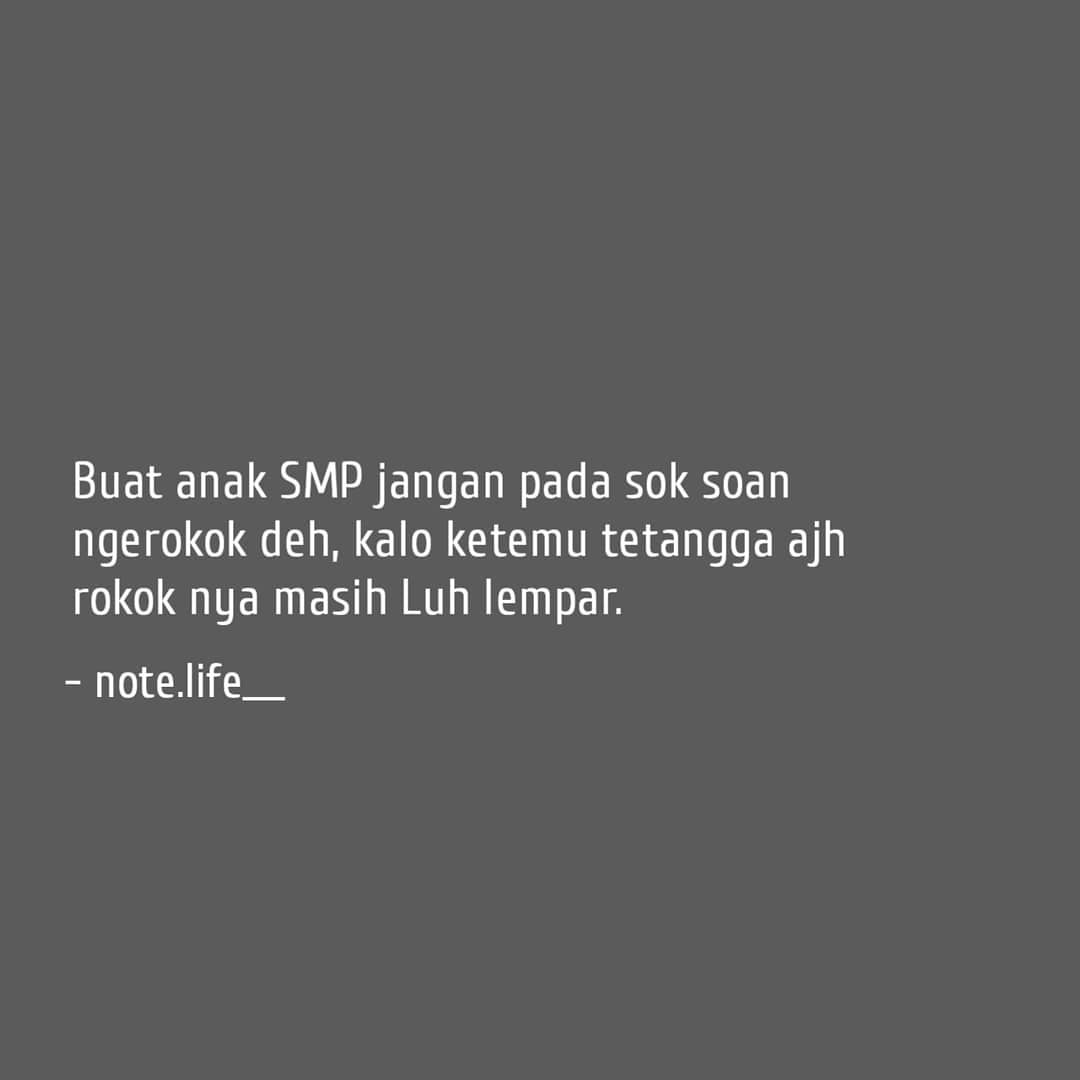 Buat anak SMP jangan pada sok soan
ngerokok deh, kalo ketemu tetangga ajh
rokok nya masih Luh lempar.
- note.life__